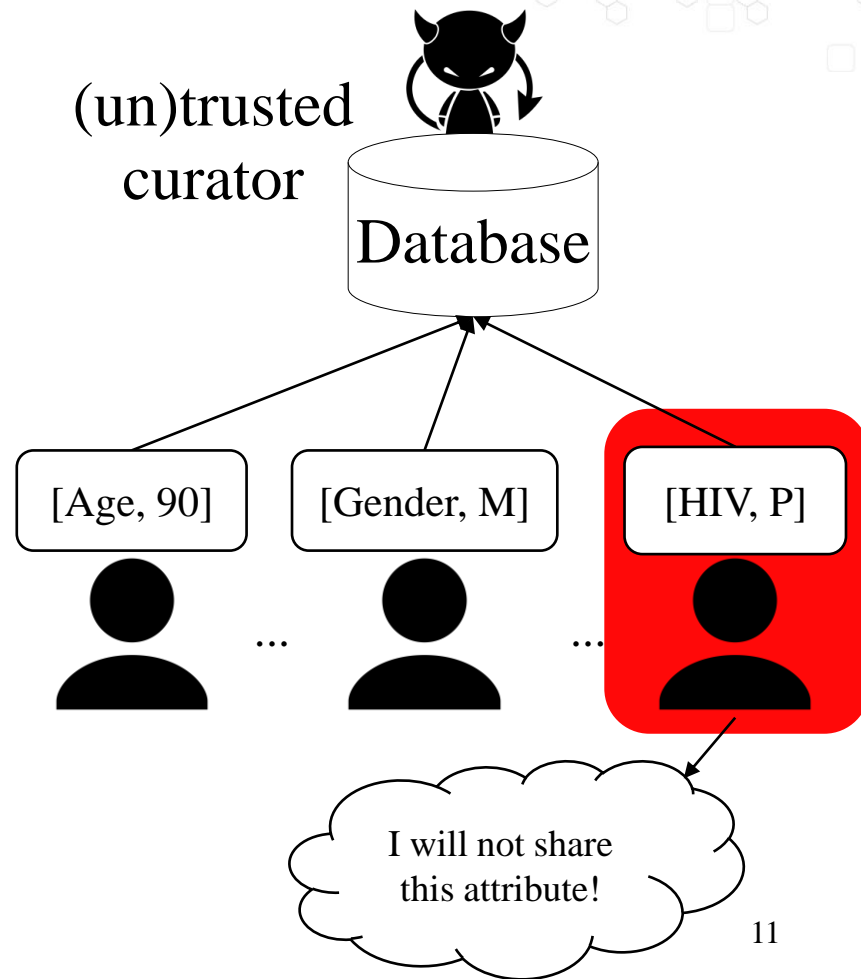 (un)trusted
curator
Database
[Age, 90]
[Gender, M]
[HIV, P]
...
...
I will not share
this attribute!
11